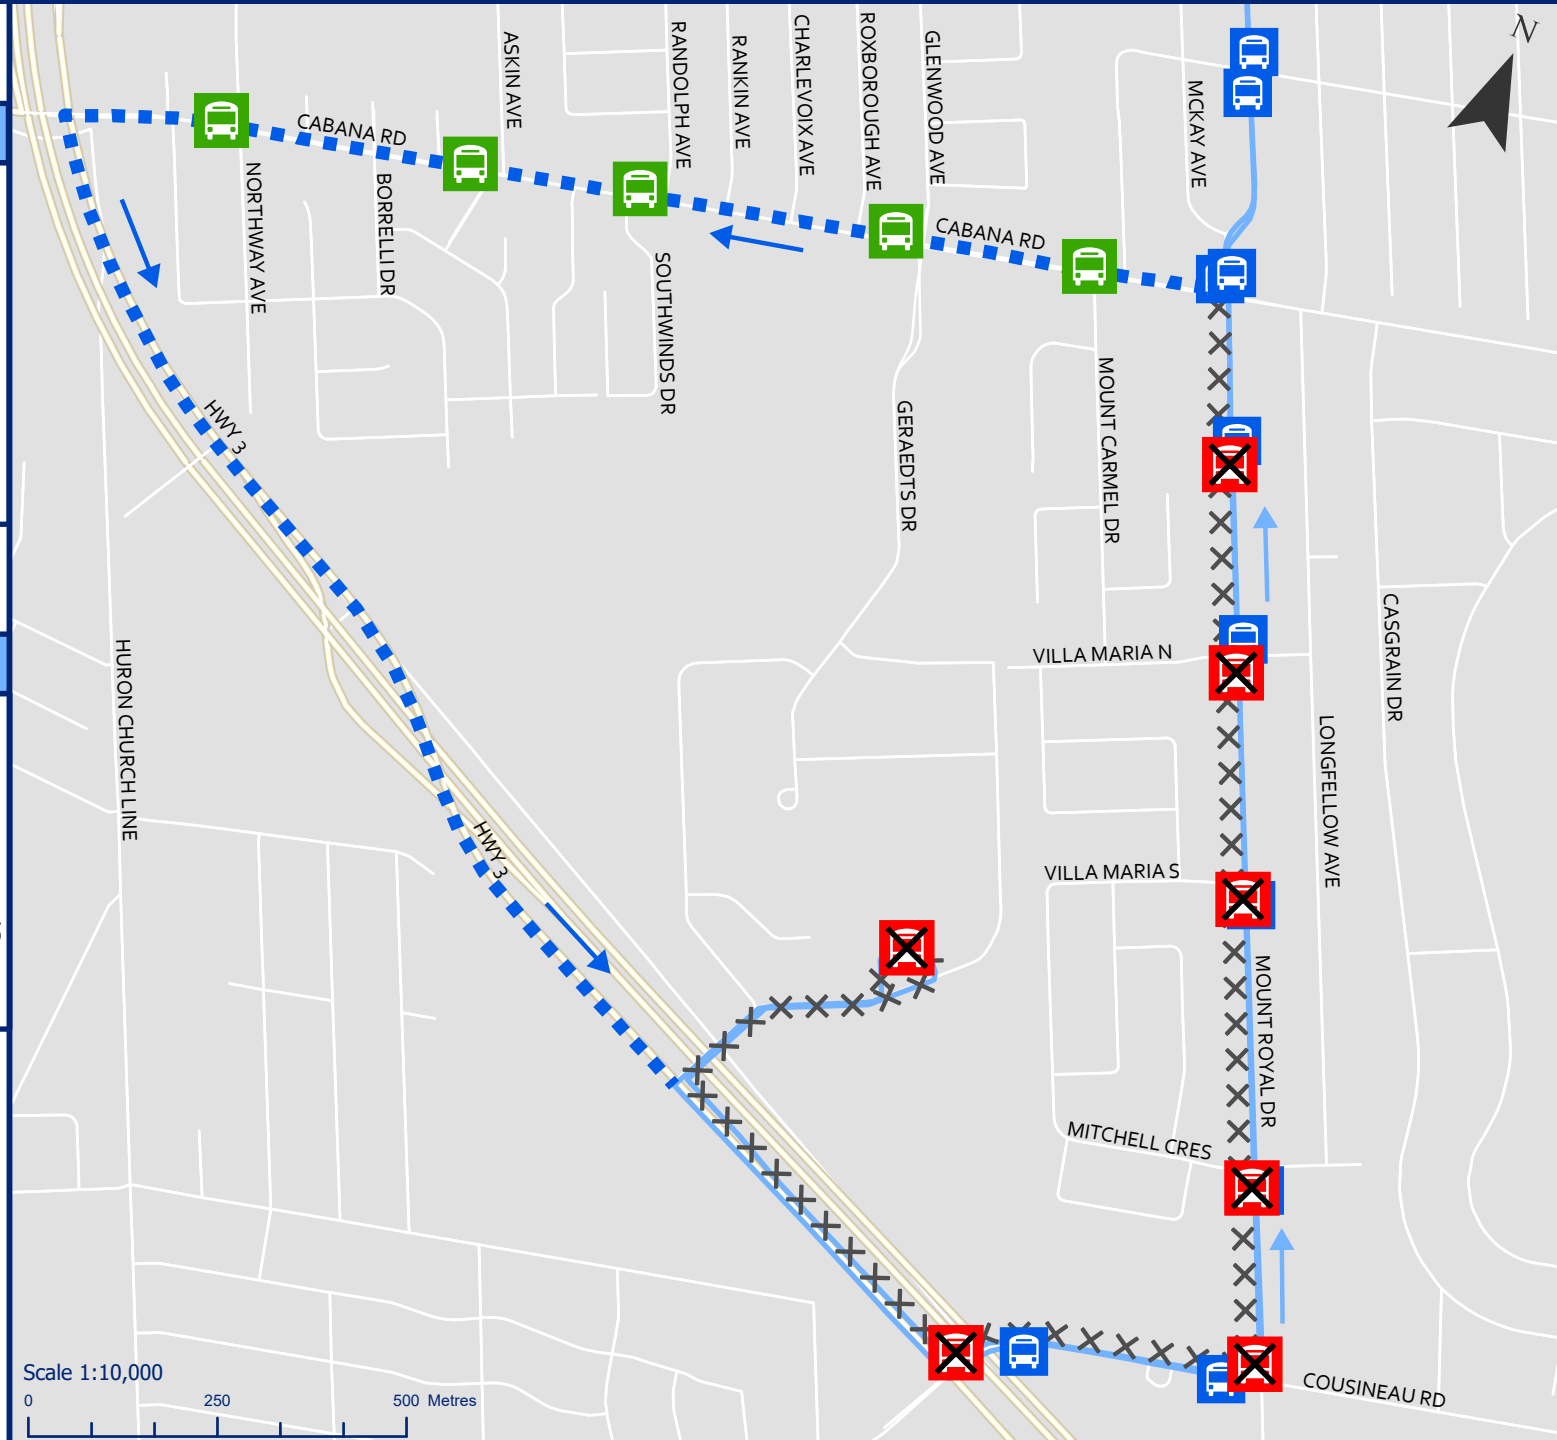 N
ASKIN AVE
RANDOLPH AVE
RANKIN AVE
CHARLEVOIX AVE
ROXBOROUGH AVE
GLENWOOD AVE
MCKAY AVE
CABANA RD
NORTHWAY AVE
BORRELLI DR
SOUTHWINDS DR
CABANA RD
HWY 3
GERAEDTS DR
MOUNT CARMEL DR
HURON CHURCH LINE
VILLA MARIA N
CASGRAIN DR
LONGFELLOW AVE
HWY 3
VILLA MARIA S
MOUNT ROYAL DR
MITCHELL CRES
COUSINEAU RD
Scale 1:10,000
0 250 500 Metres